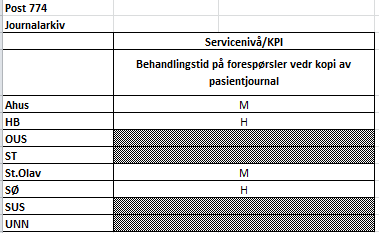 Post 774
Journalarkiv
Servicenivå/KPI
Behandlingstid på forespørsler vedr kopi av
pasientjournal
Ahus M
HB H
OUS
ST
St.Olav M
SØ H
SUS
UNN